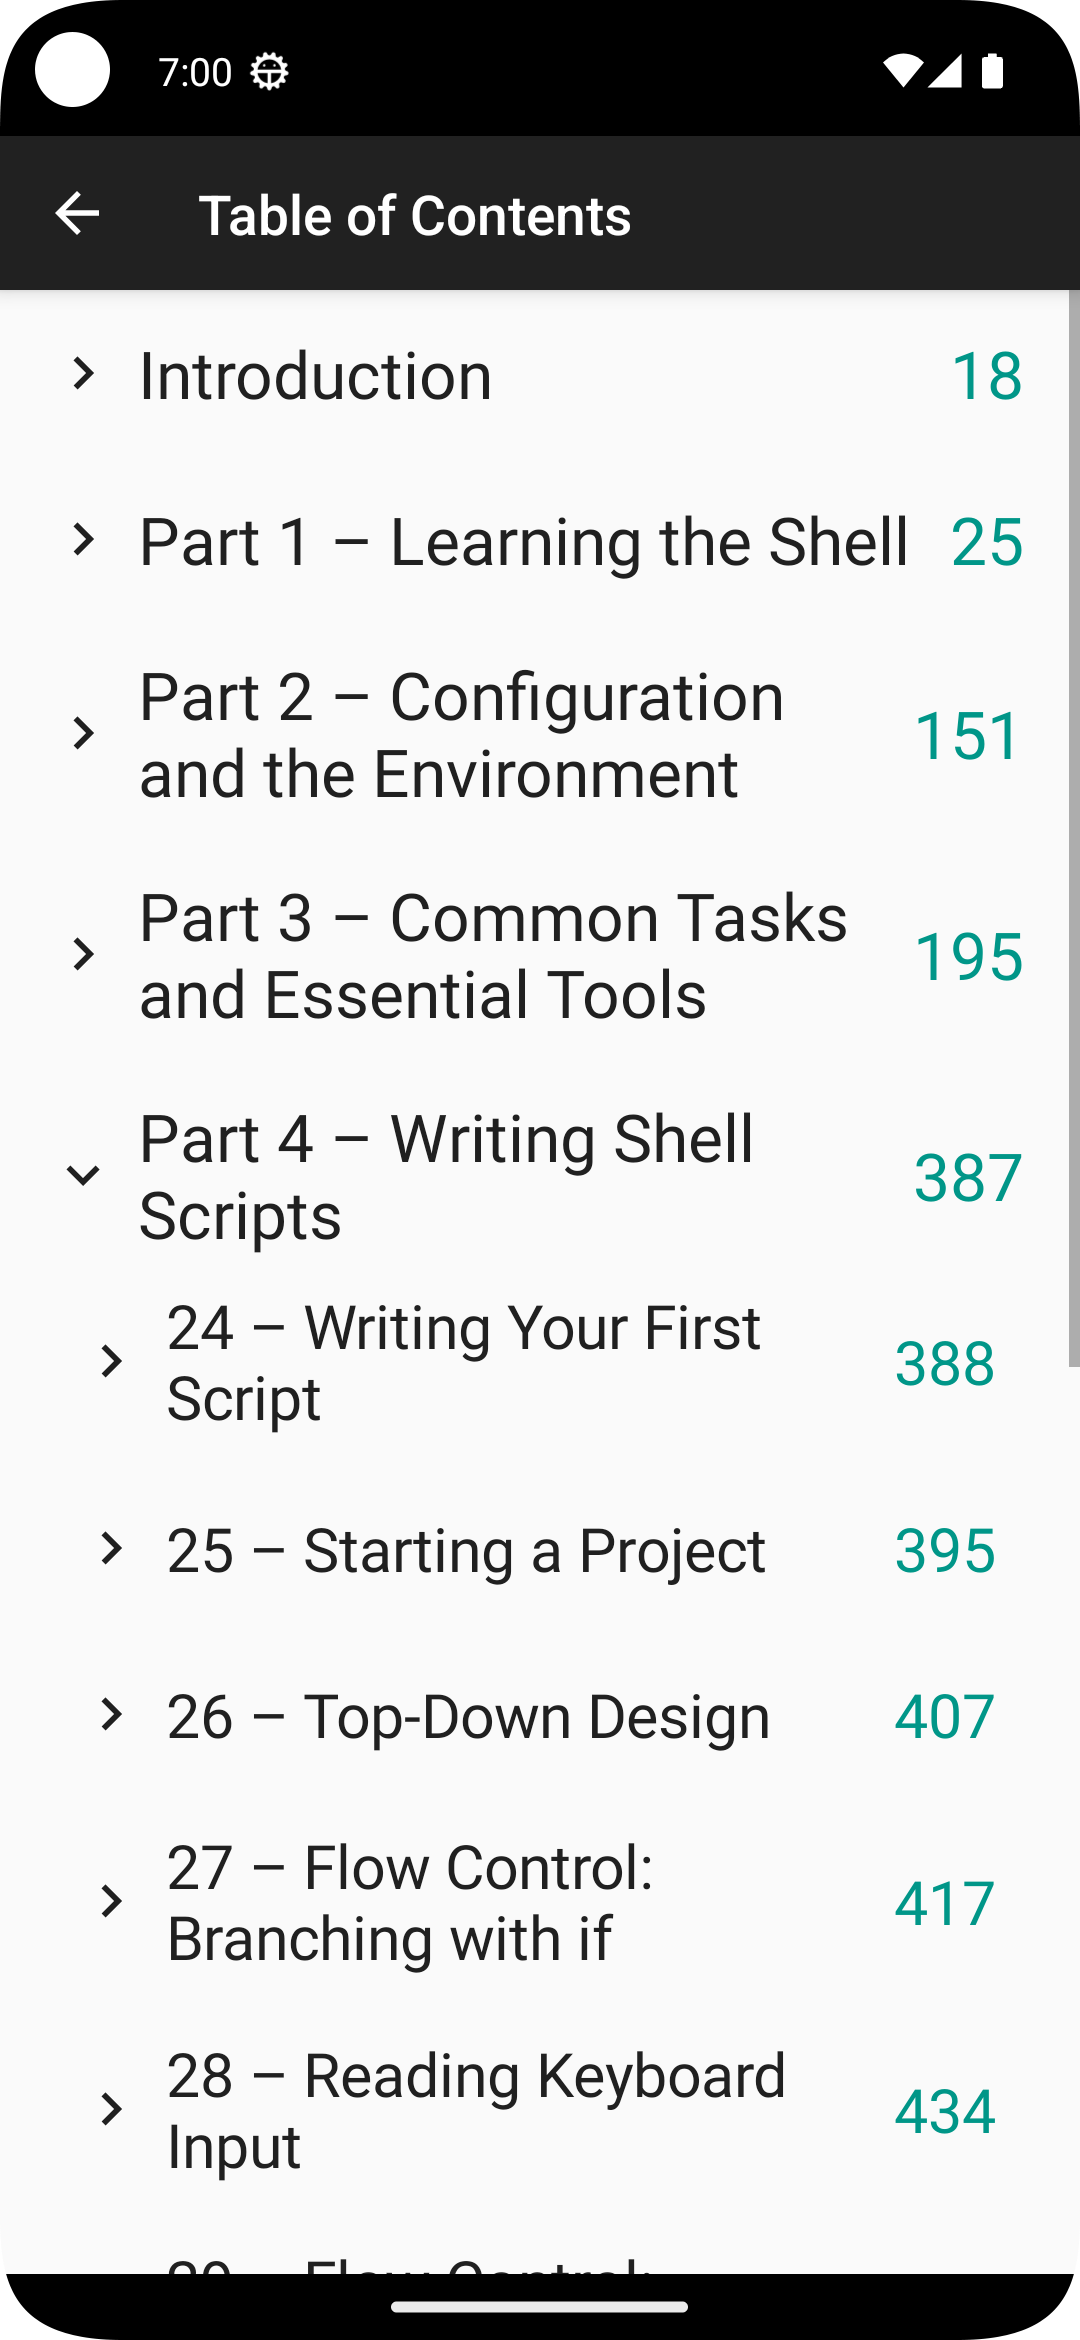 7:00
Table of Contents
Introduction 18
Part 1 – Learning the Shell 25
Part 2 – Configuration
and the Environment
151
Part 3 – Common Tasks
and Essential Tools
195
Part 4 – Writing Shell
Scripts
387
24 – Writing Your First
Script
388
25 – Starting a Project 395
26 – Top-Down Design 407
27 – Flow Control:
Branching with if
417
28 – Reading Keyboard
Input
434
29 – Flow Control: